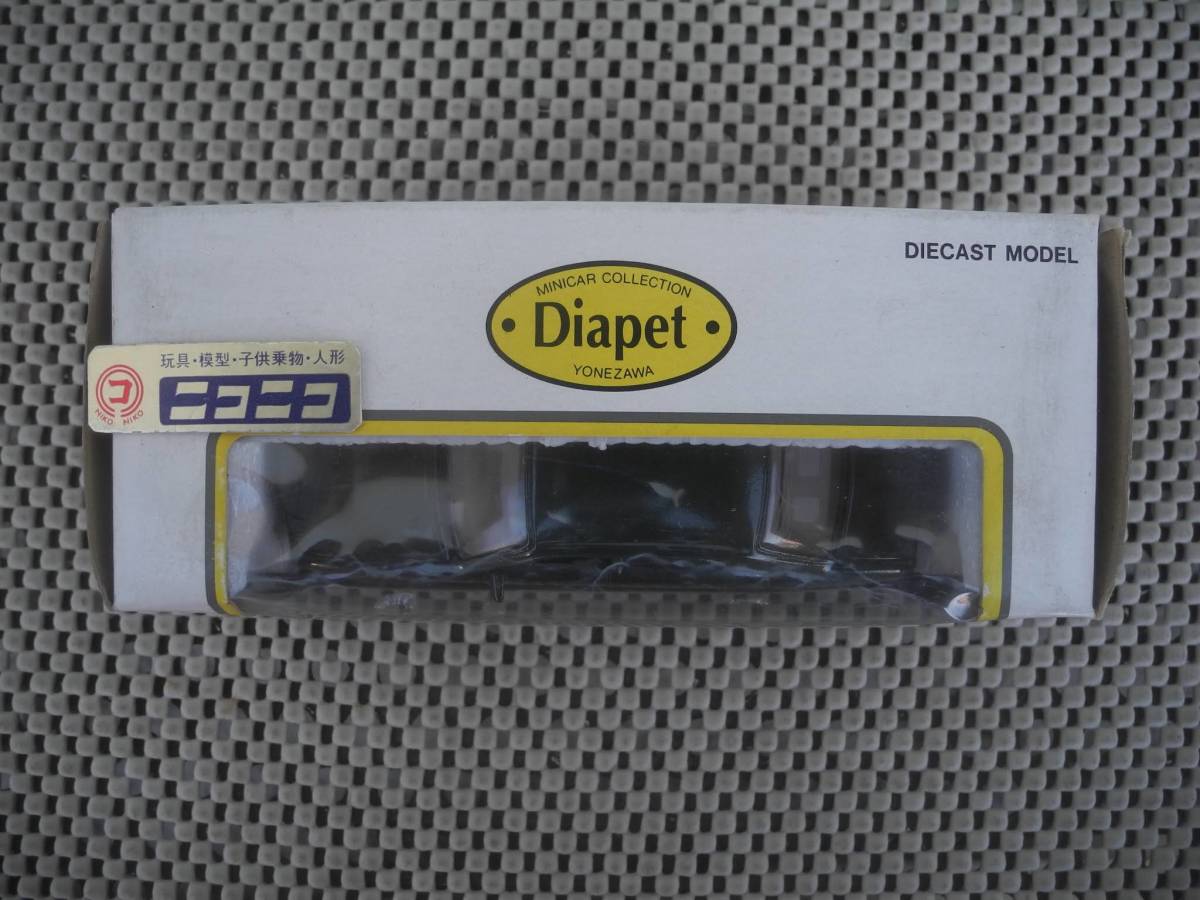 DIECAST MODEL
MINICAR COLLECTION
Diapet
YONEZAWA
玩具・模型・子供乗物・人形
コ
ニコニコ
NIKO NIKO